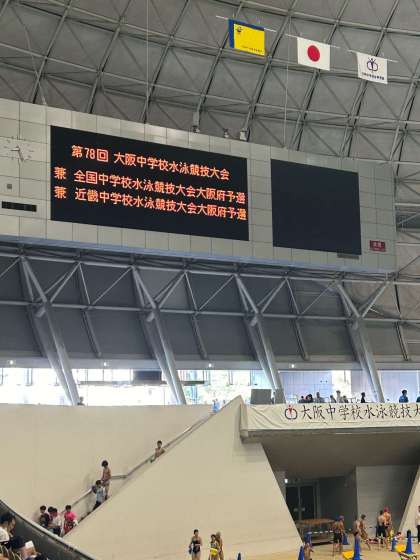 第78回 大阪中学校水泳競技大会
兼 全国中学校水泳競技大会大阪府予選
兼 近畿中学校水泳競技大会大阪府予選
大阪中学校水泳競技大